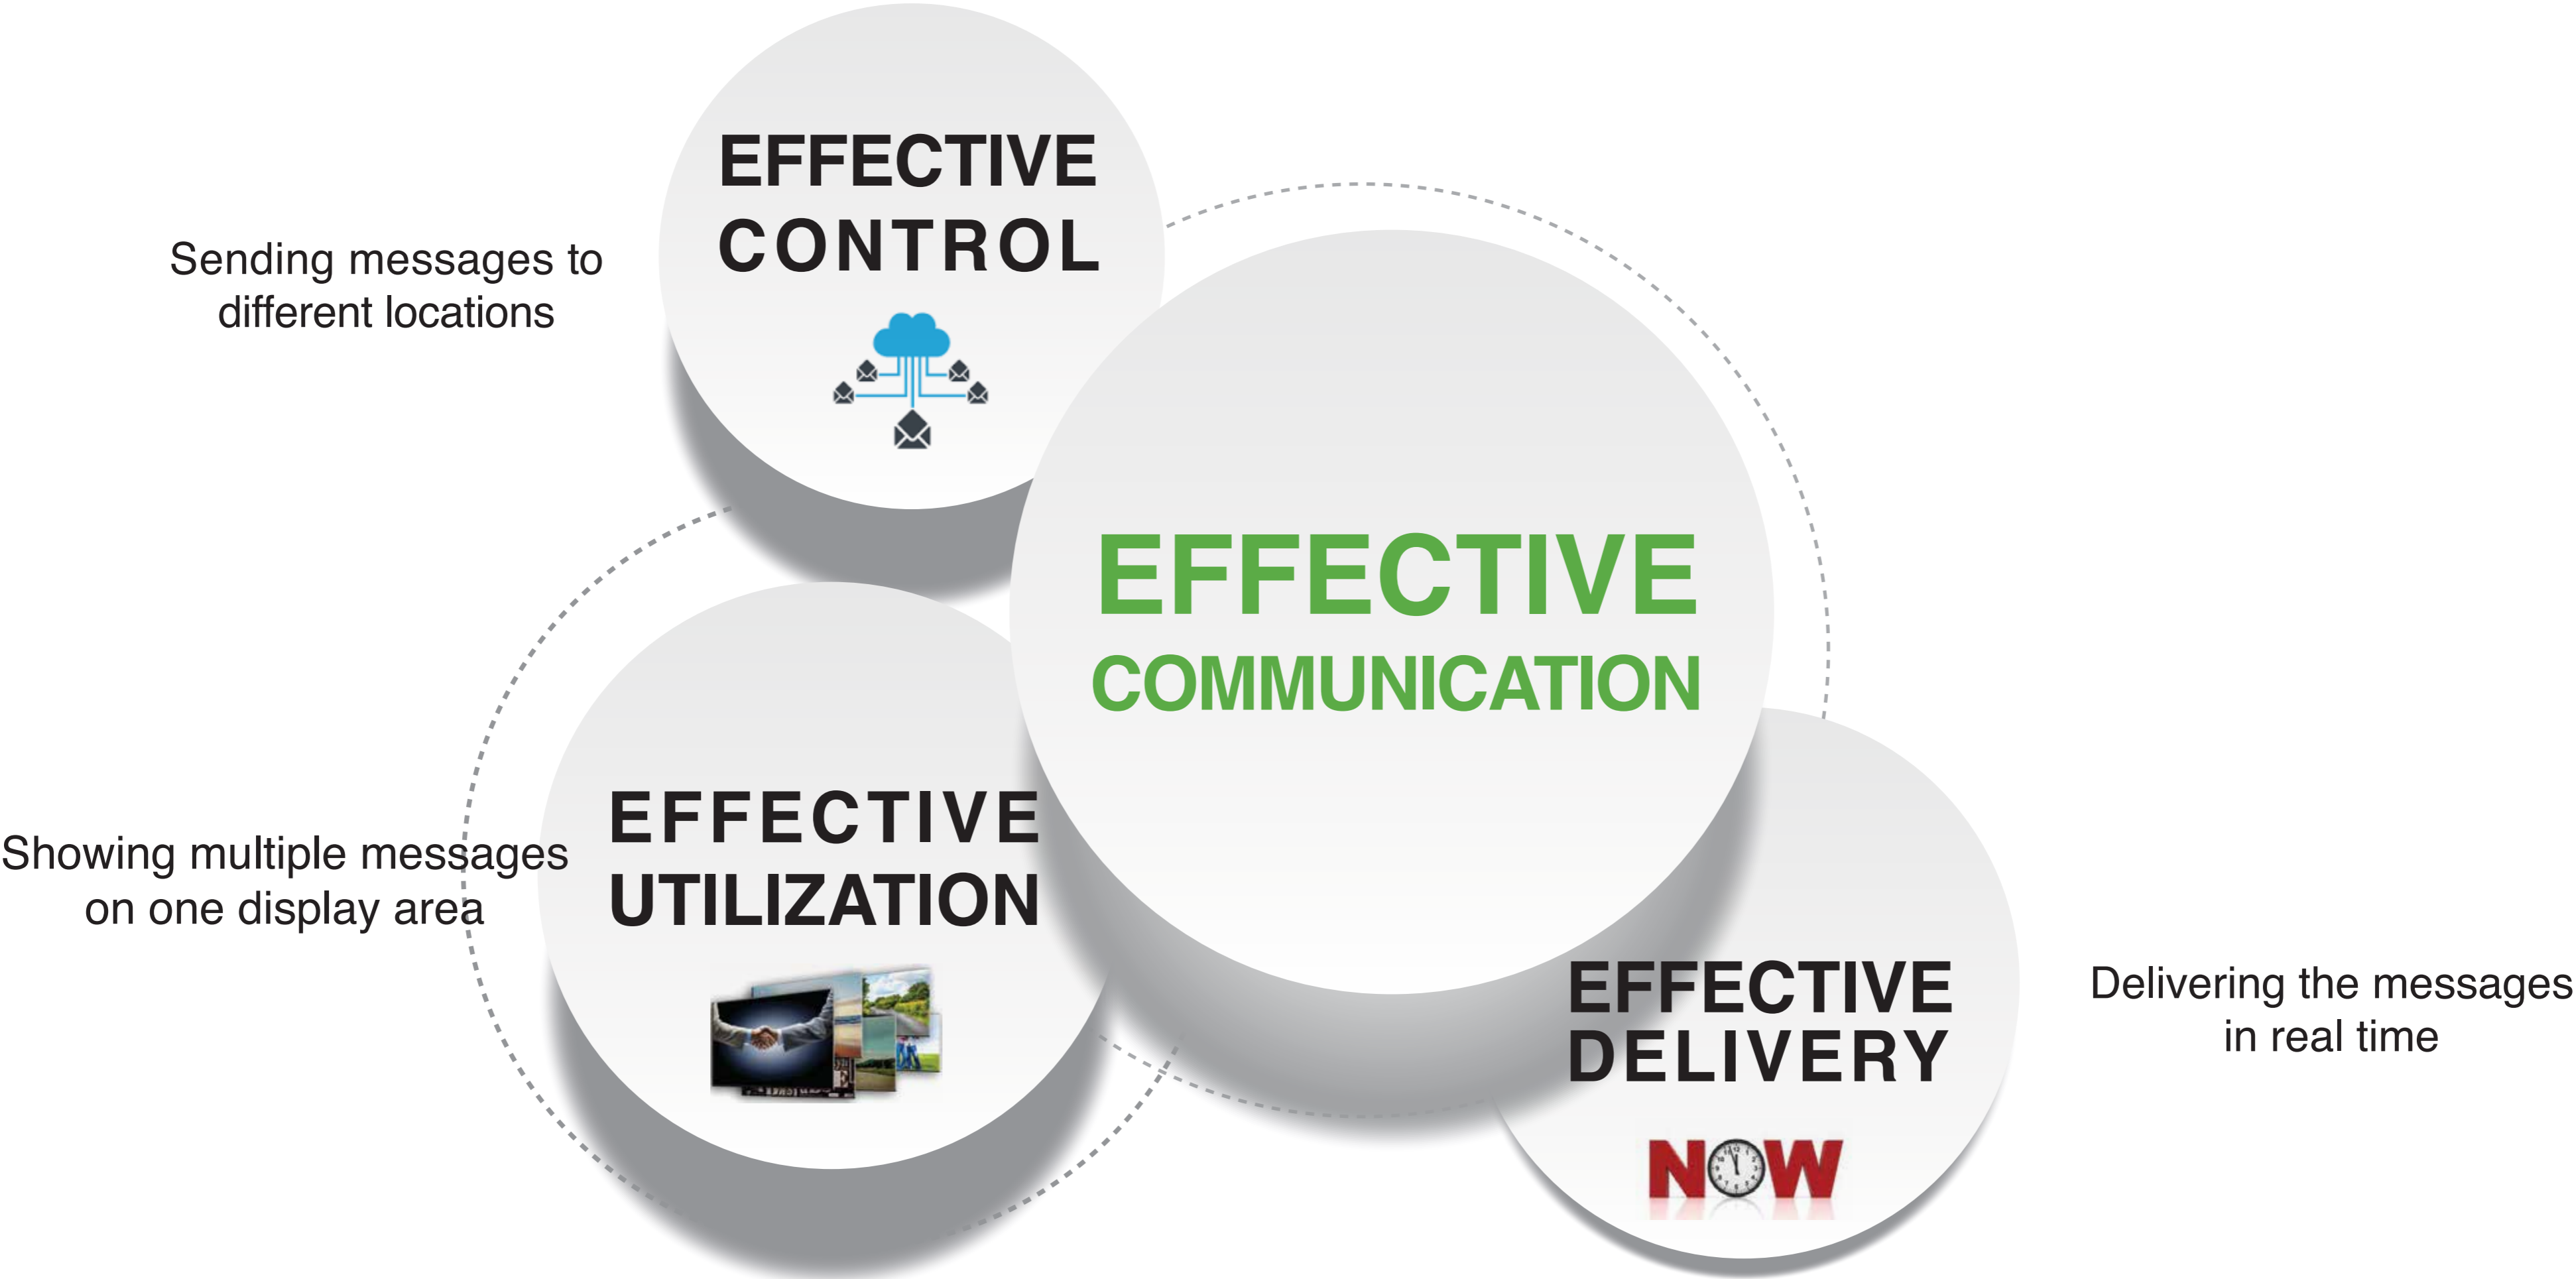 EFFECTIVE
CONTROL
Sending messages to
different locations
EFFECTIVE
COMMUNICATION
EFFECTIVE
UTILIZATION
Showing multiple messages
on one display area
EFFECTIVE
DELIVERY
Delivering the messages
in real time
NOW